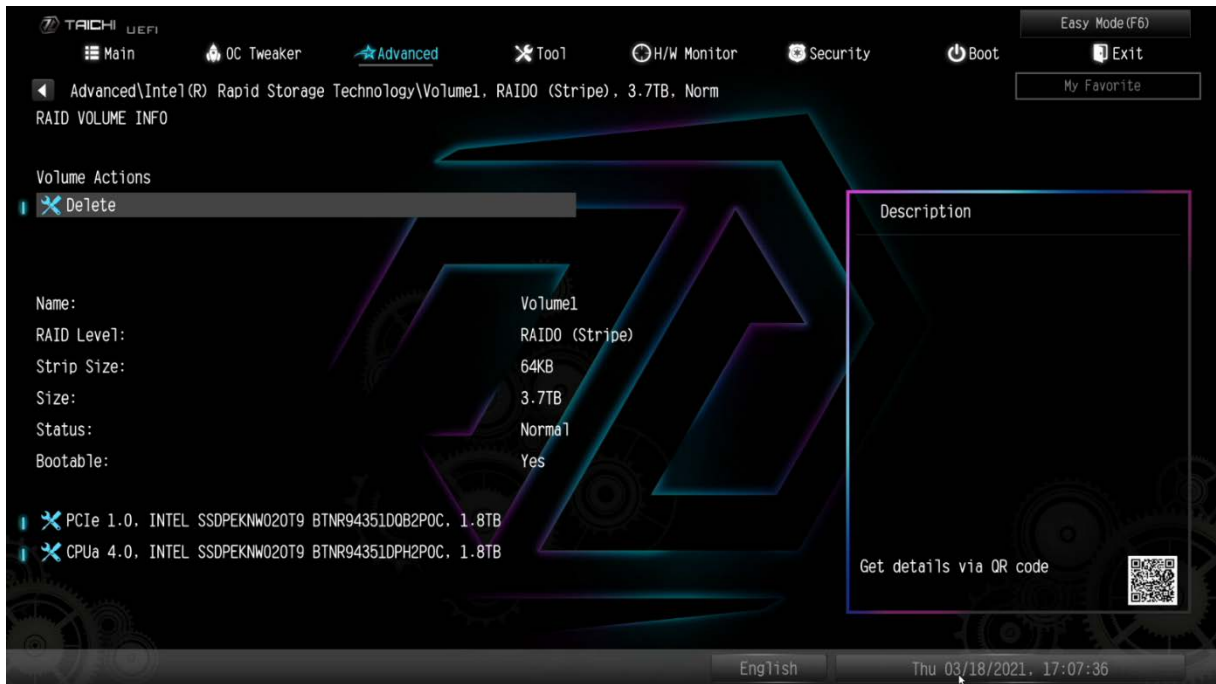 TAICHI UEFI
Easy Mode(F6)
Main OC Tweaker Advanced Tool H/W Monitor Security Boot Exit
Advanced\Intel(R) Rapid Storage Technology\Volume1, RAID0 (Stripe), 3.7TB, Norm
My Favorite
RAID VOLUME INFO
Volume Actions
Delete
Description
Name: Volume1
RAID Level: RAID0 (Stripe)
Strip Size: 64KB
Size: 3.7TB
Status: Normal
Bootable: Yes
PCIe 1.0, INTEL SSDPEKNW020T9 BTNR94351DQB2P0C, 1.8TB
CPUa 4.0, INTEL SSDPEKNW020T9 BTNR94351DPH2P0C, 1.8TB
Get details via QR code
English Thu 03/18/2021, 17:07:36